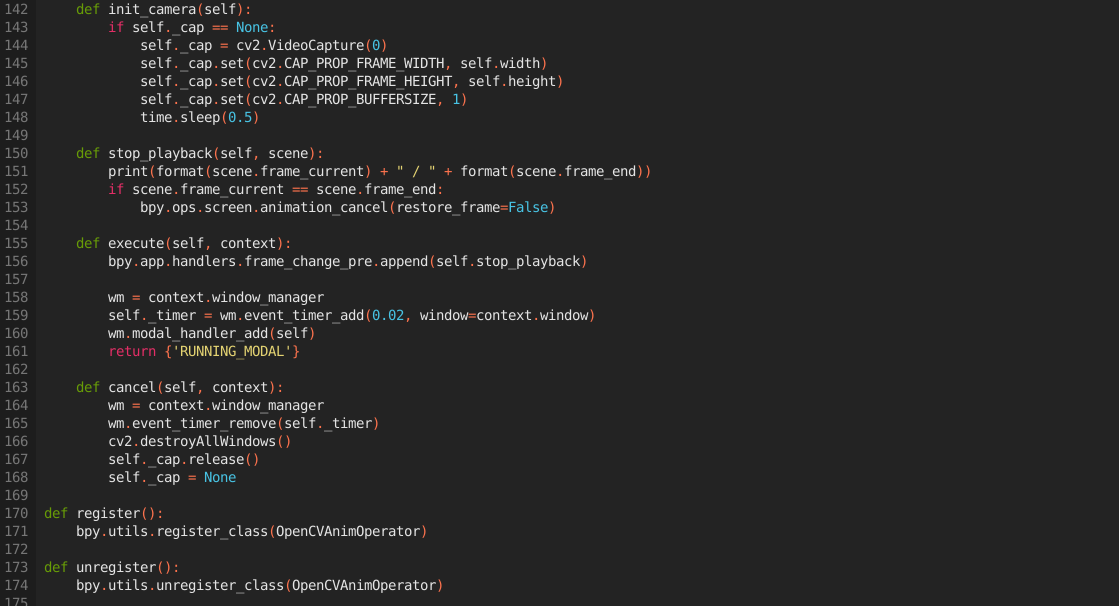 142     def init_camera(self):
143         if self._cap == None:
144             self._cap = cv2.VideoCapture(0)
145             self._cap.set(cv2.CAP_PROP_FRAME_WIDTH, self.width)
146             self._cap.set(cv2.CAP_PROP_FRAME_HEIGHT, self.height)
147             self._cap.set(cv2.CAP_PROP_BUFFERSIZE, 1)
148             time.sleep(0.5)
149
150     def stop_playback(self, scene):
151         print(format(scene.frame_current) + " / " + format(scene.frame_end))
152         if scene.frame_current == scene.frame_end:
153             bpy.ops.screen.animation_cancel(restore_frame=False)
154
155     def execute(self, context):
156         bpy.app.handlers.frame_change_pre.append(self.stop_playback)
157
158         wm = context.window_manager
159         self._timer = wm.event_timer_add(0.02, window=context.window)
160         wm.modal_handler_add(self)
161         return {'RUNNING_MODAL'}
162
163     def cancel(self, context):
164         wm = context.window_manager
165         wm.event_timer_remove(self._timer)
166         cv2.destroyAllWindows()
167         self._cap.release()
168         self._cap = None
169
170 def register():
171     bpy.utils.register_class(OpenCVAnimOperator)
172
173 def unregister():
174     bpy.utils.unregister_class(OpenCVAnimOperator)
175